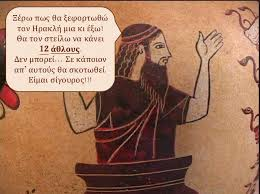 Ξέρω πως θα ξεφορτωθώ
τον Ηρακλή μια κι έξω!
Θα τον στείλω να κάνει
12 άθλους.
Δεν μπορεί... Σε κάποιον
απ' αυτούς θα σκοτωθεί.
Είμαι σίγουρος!!!